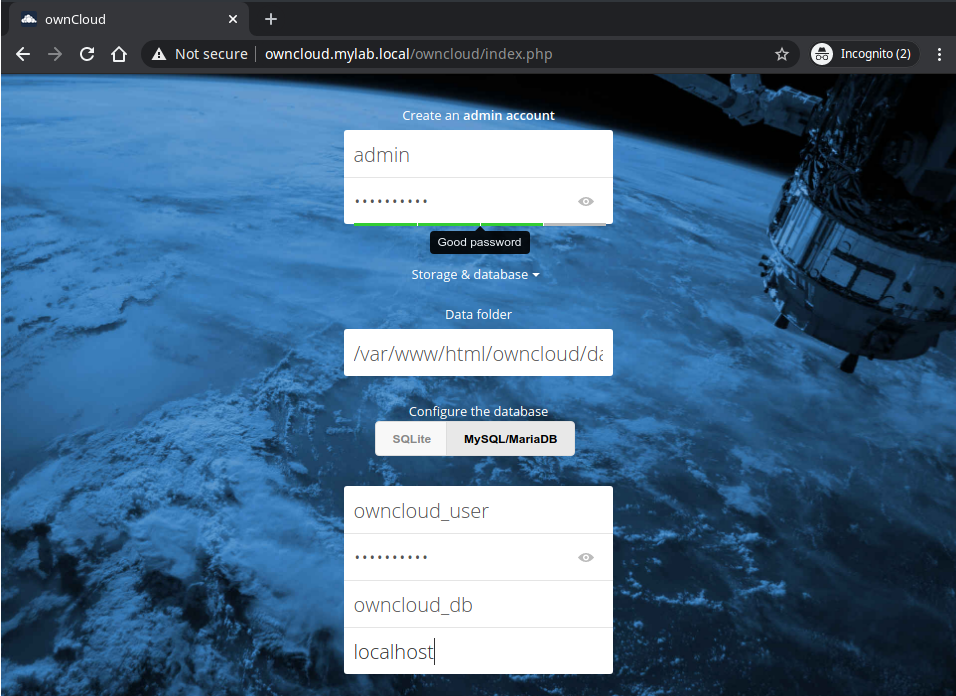 ownCloud
Not secure owncloud.mylab.local/owncloud/index.php Incognito (2)
Create an admin account
admin
••••••••••
Good password
Storage & database
Data folder
/var/www/html/owncloud/da
Configure the database
SQLite MySQL/MariaDB
owncloud_user
••••••••••
owncloud_db
localhost